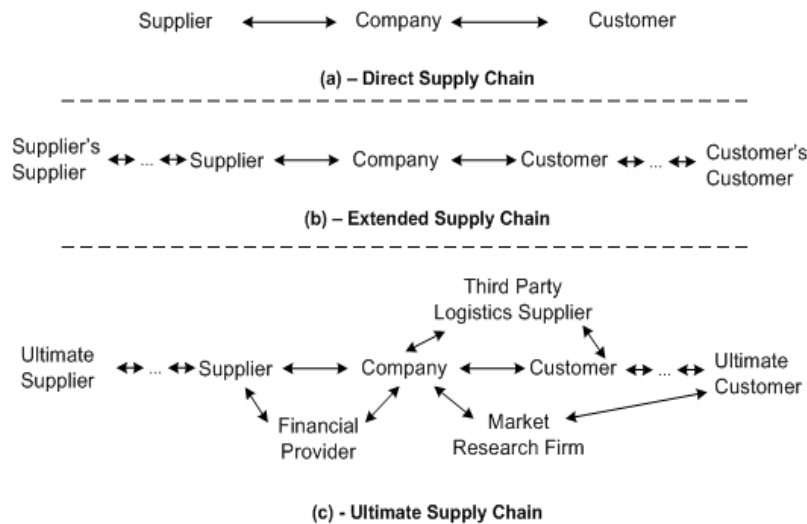 Supplier Company Customer
(a) – Direct Supply Chain
Supplier's
Supplier
... Supplier Company Customer ...
Customer's
Customer
(b) – Extended Supply Chain
Third Party
Logistics Supplier
Ultimate
Supplier
... Supplier Company Customer ...
Ultimate
Customer
Financial
Provider
Market
Research Firm
(c) - Ultimate Supply Chain